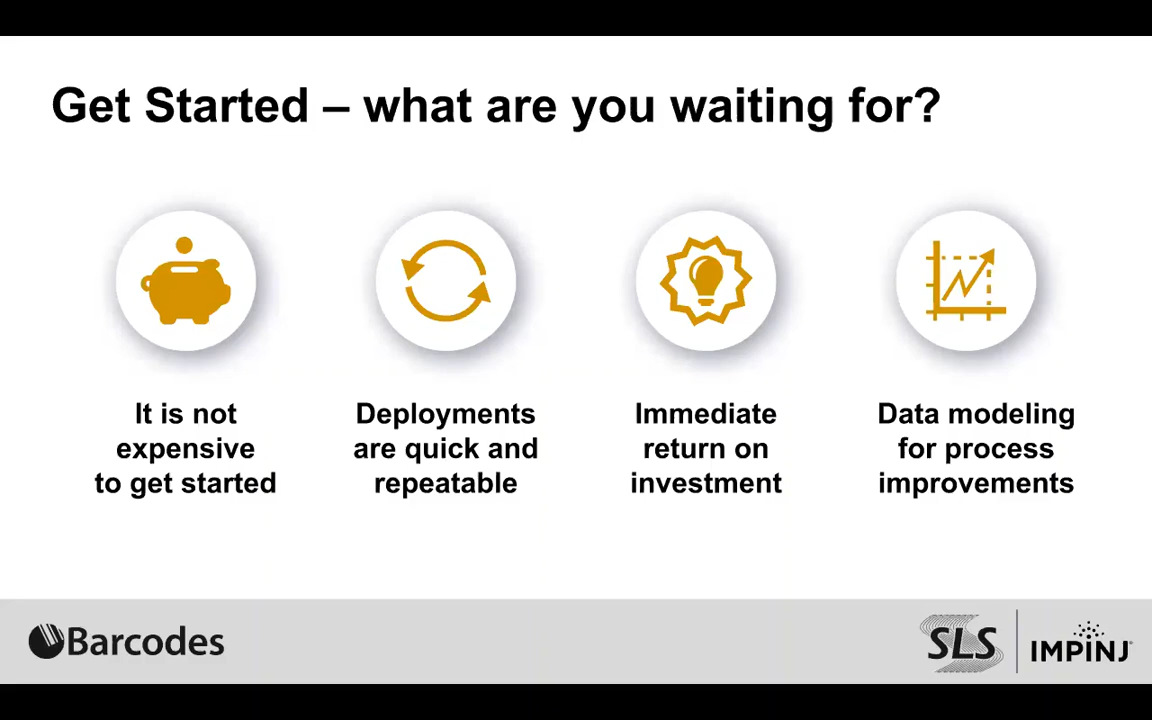 Get Started – what are you waiting for?
It is not
expensive
to get started
Deployments
are quick and
repeatable
Immediate
return on
investment
Data modeling
for process
improvements
Barcodes
SLS
IMPINJ